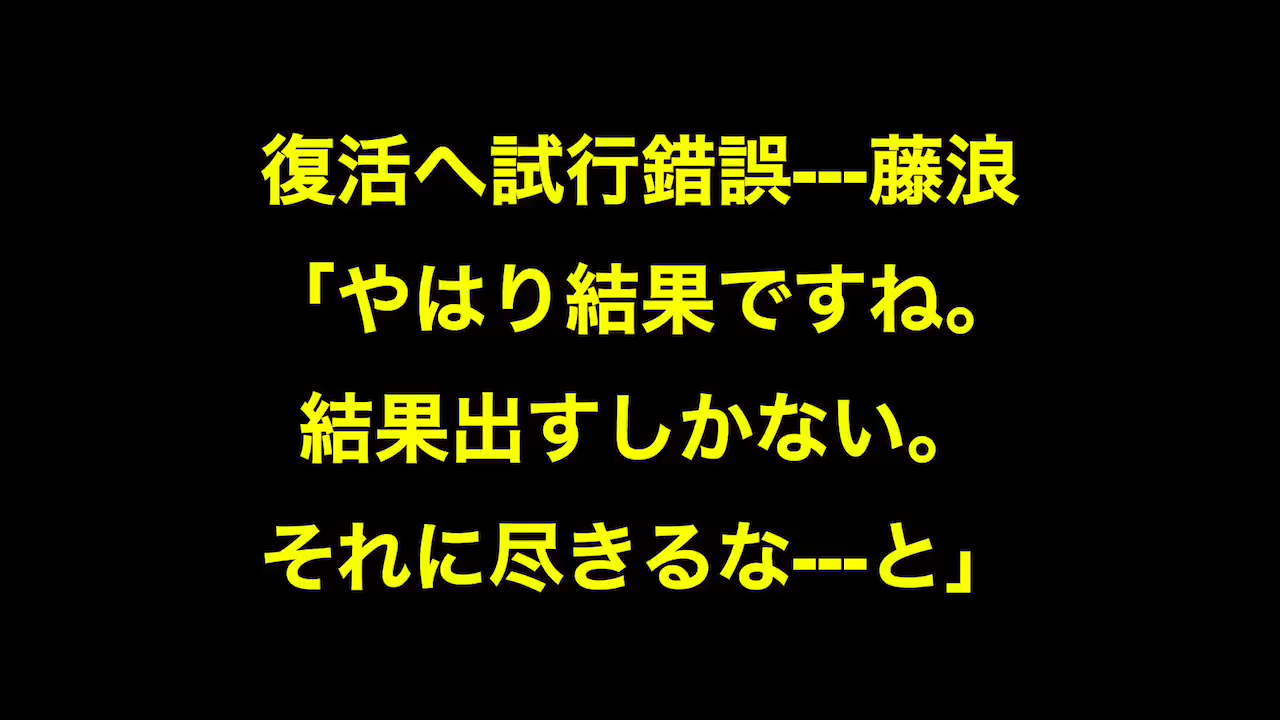 復活へ試行錯誤---藤浪
「やはり結果ですね。
結果出すしかない。
それに尽きるな---と」